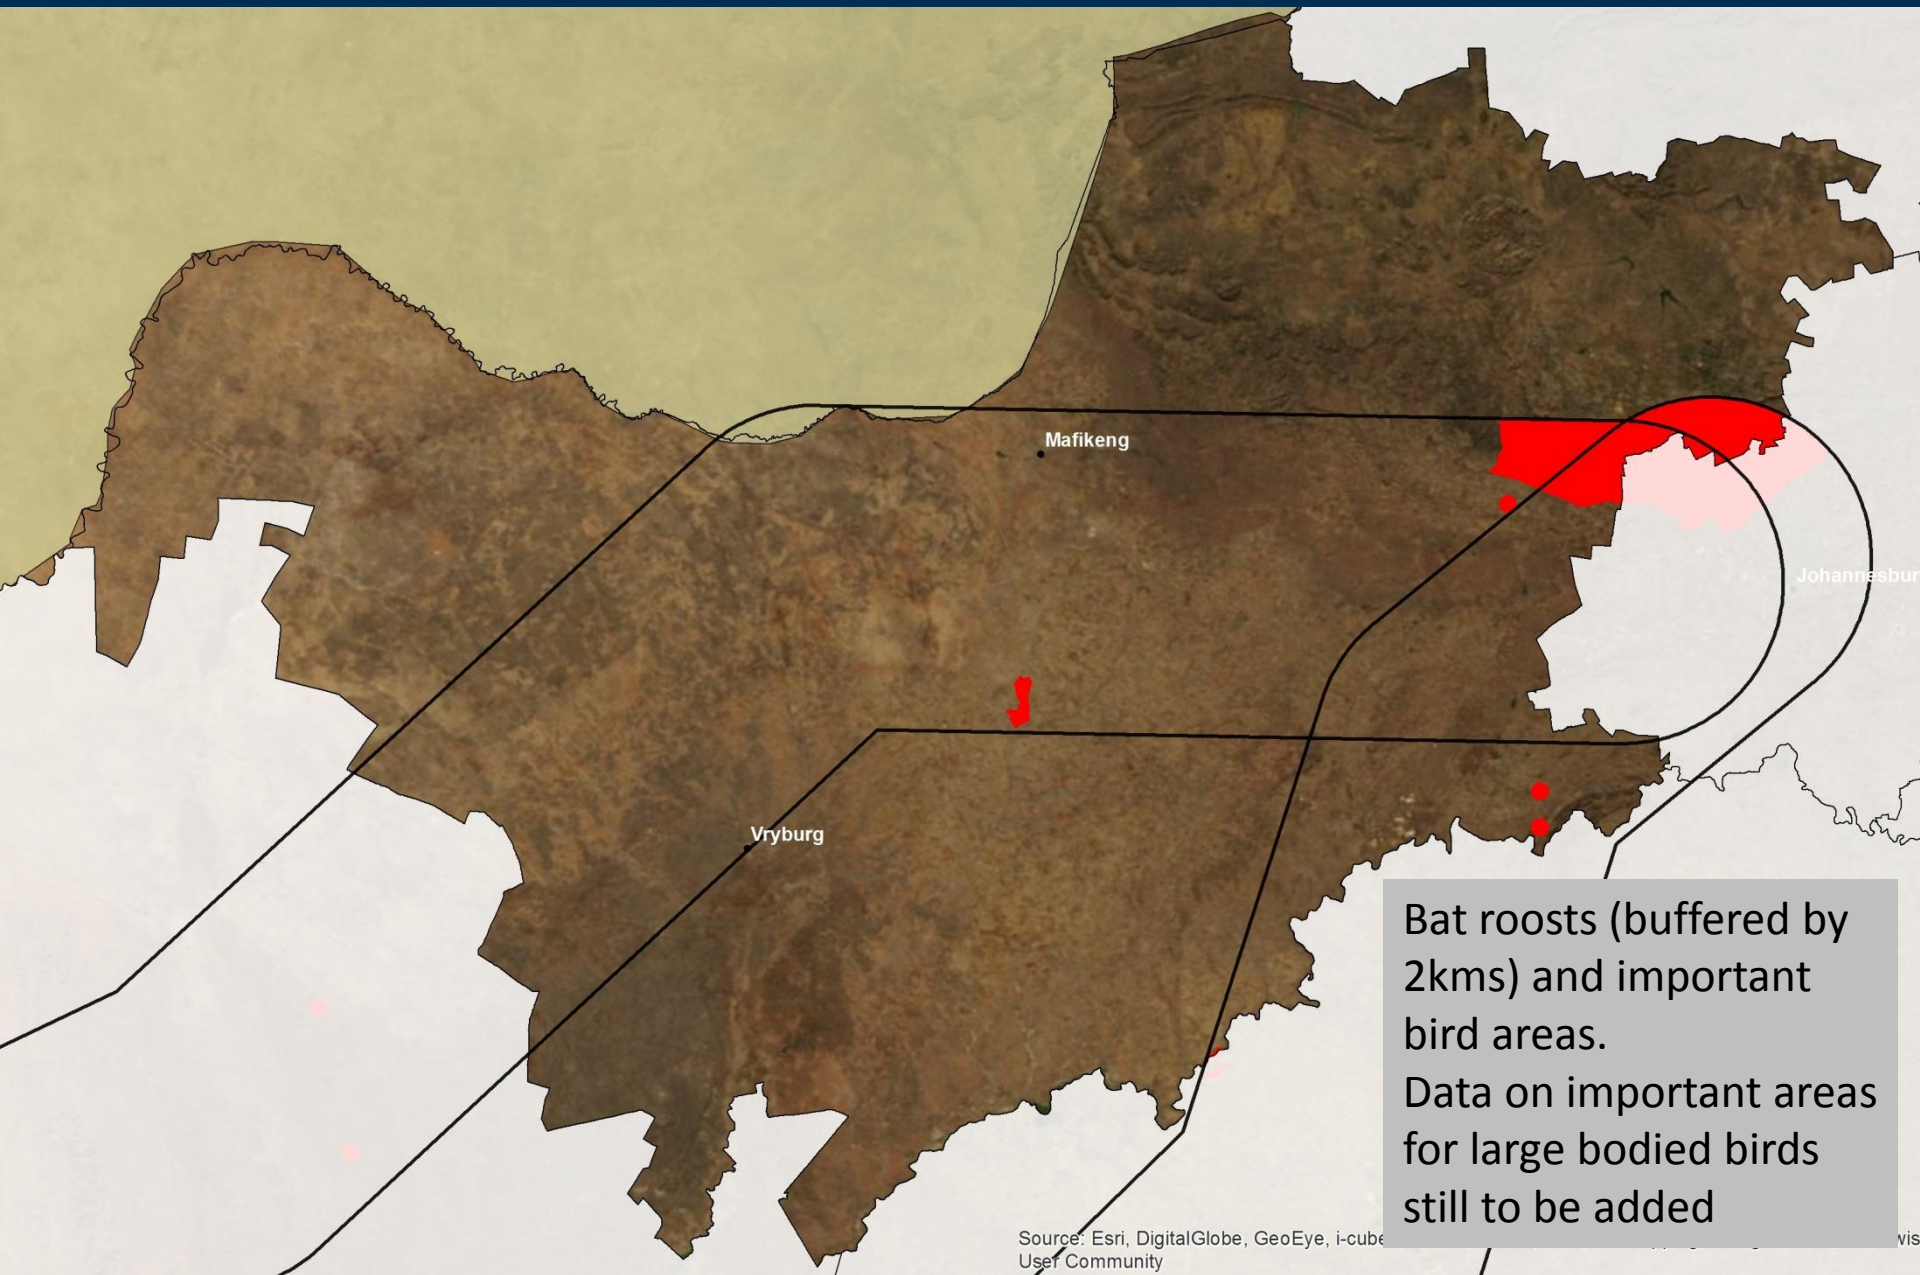 Mafikeng
Johannesbur
Vryburg
Bat roosts (buffered by
2kms) and important
bird areas.
Data on important areas
for large bodied birds
still to be added
Source: Esri, DigitalGlobe, GeoEye, i-cube
User Community